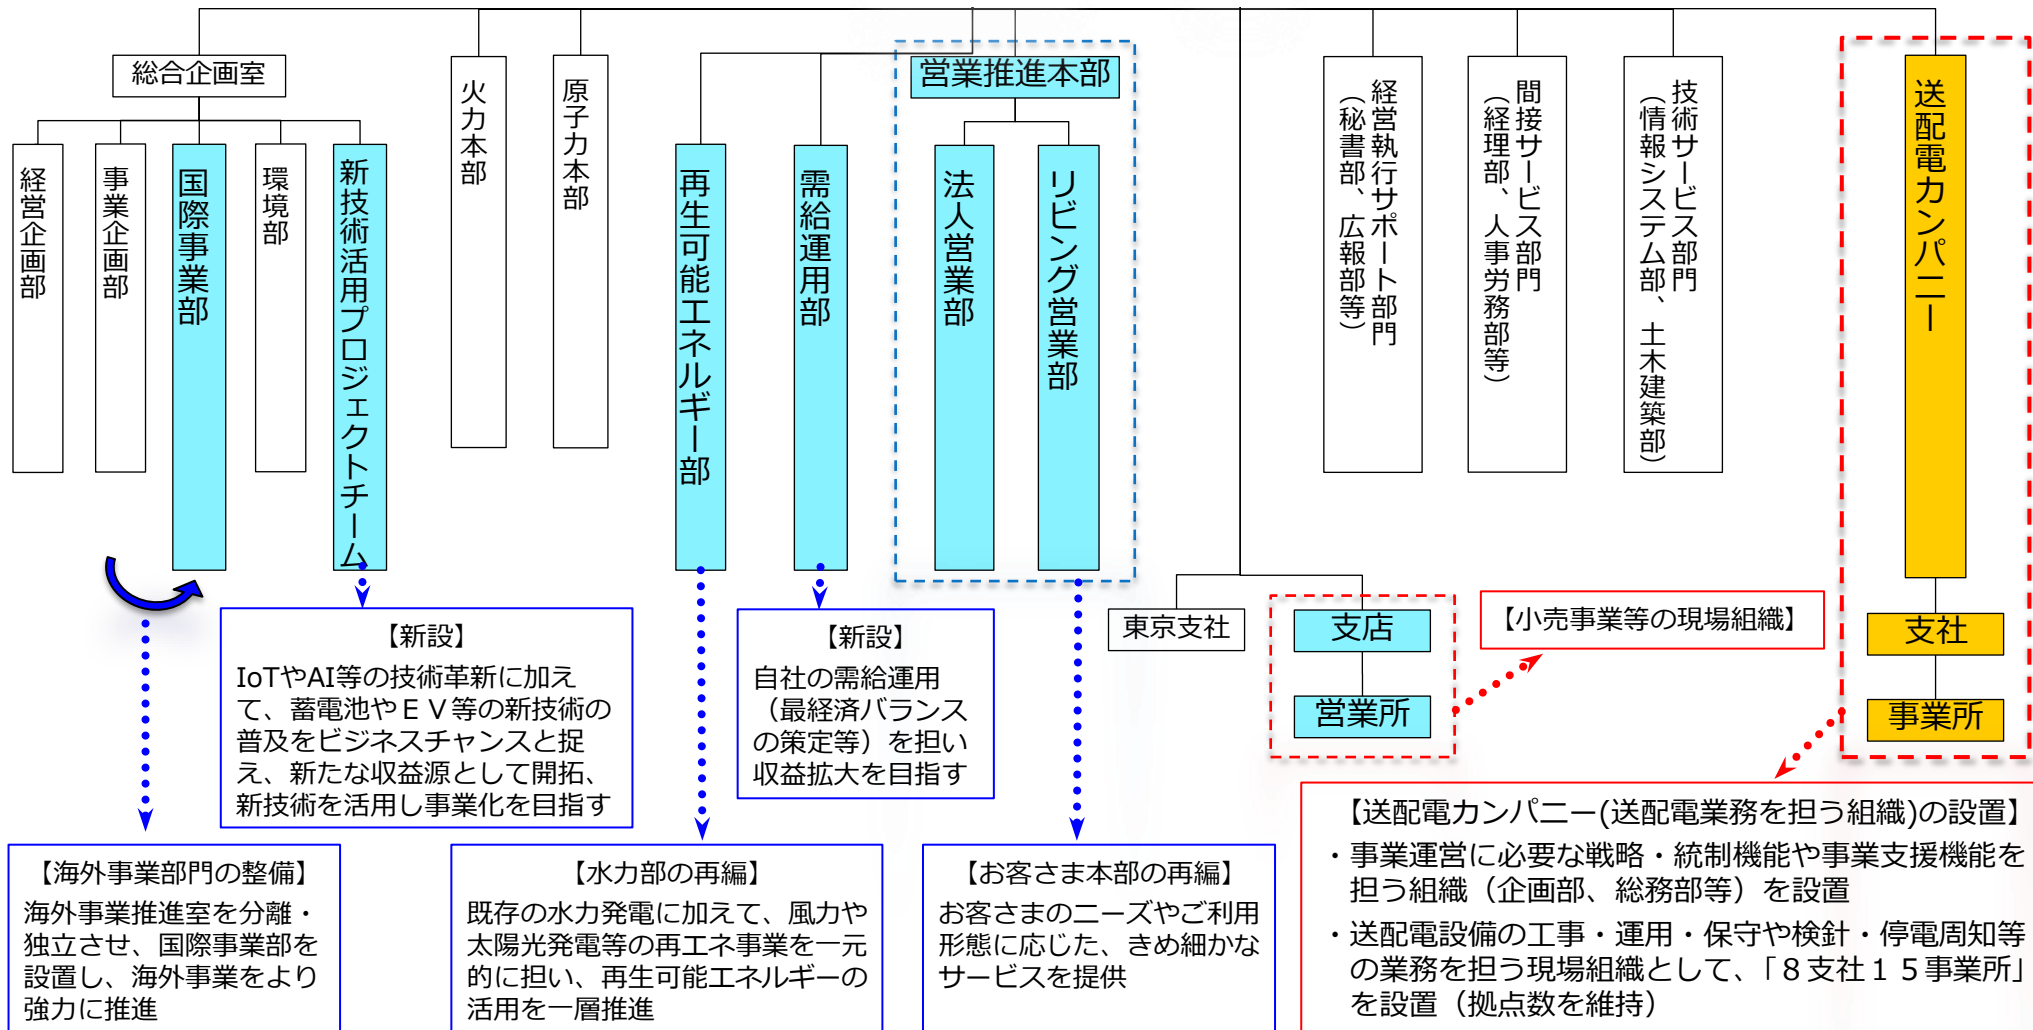 総合企画室
経営企画部
事業企画部
国際事業部
環境部
新技術活用プロジェクトチーム
火力本部
原子力本部
再生可能エネルギー部
需給運用部
営業推進本部
法人営業部
リビング営業部
経営執行サポート部門
（秘書部、広報部等）
間接サービス部門
（経理部、人事労務部等）
技術サービス部門
（情報システム部、土木建築部）
送配電カンパニー
支社
事業所
東京支社
支店
営業所
【小売事業等の現場組織】
【新設】
IoTやAI等の技術革新に加え
て、蓄電池やＥＶ等の新技術の
普及をビジネスチャンスと捉
え、新たな収益源として開拓、
新技術を活用し事業化を目指す
【新設】
自社の需給運用
（最経済バランス
の策定等）を担い
収益拡大を目指す
【海外事業部門の整備】
海外事業推進室を分離・
独立させ、国際事業部を
設置し、海外事業をより
強力に推進
【水力部の再編】
既存の水力発電に加えて、風力や
太陽光発電等の再エネ事業を一元
的に担い、再生可能エネルギーの
活用を一層推進
【お客さま本部の再編】
お客さまのニーズやご利用
形態に応じた、きめ細かな
サービスを提供
【送配電カンパニー(送配電業務を担う組織)の設置】
・事業運営に必要な戦略・統制機能や事業支援機能を
担う組織（企画部、総務部等）を設置
・送配電設備の工事・運用・保守や検針・停電周知等
の業務を担う現場組織として、「８支社１５事業所」
を設置（拠点数を維持）